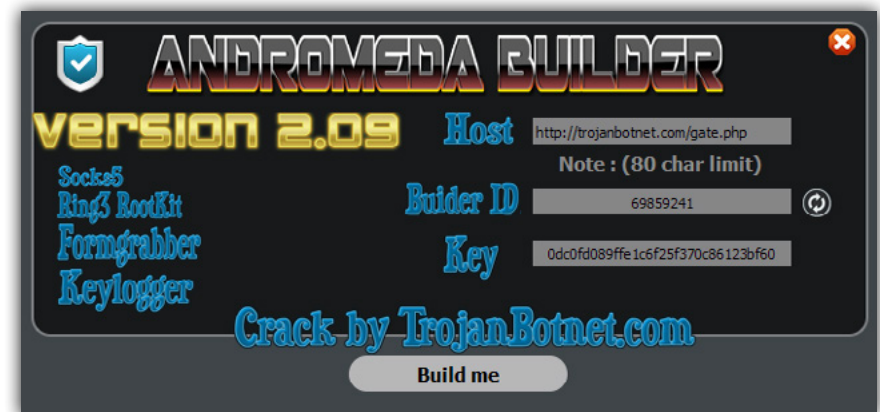 ANDROMEDA BUILDER
VERSION 2.09
Host http://trojanbotnet.com/gate.php
Note : (80 char limit)
Socks5
Ring3 RootKit
Buider ID 69859241
Formgrabber
Key 0dc0fd089ffe1c6f25f370c86123bf60
Keylogger
Crack by TrojanBotnet.com
Build me